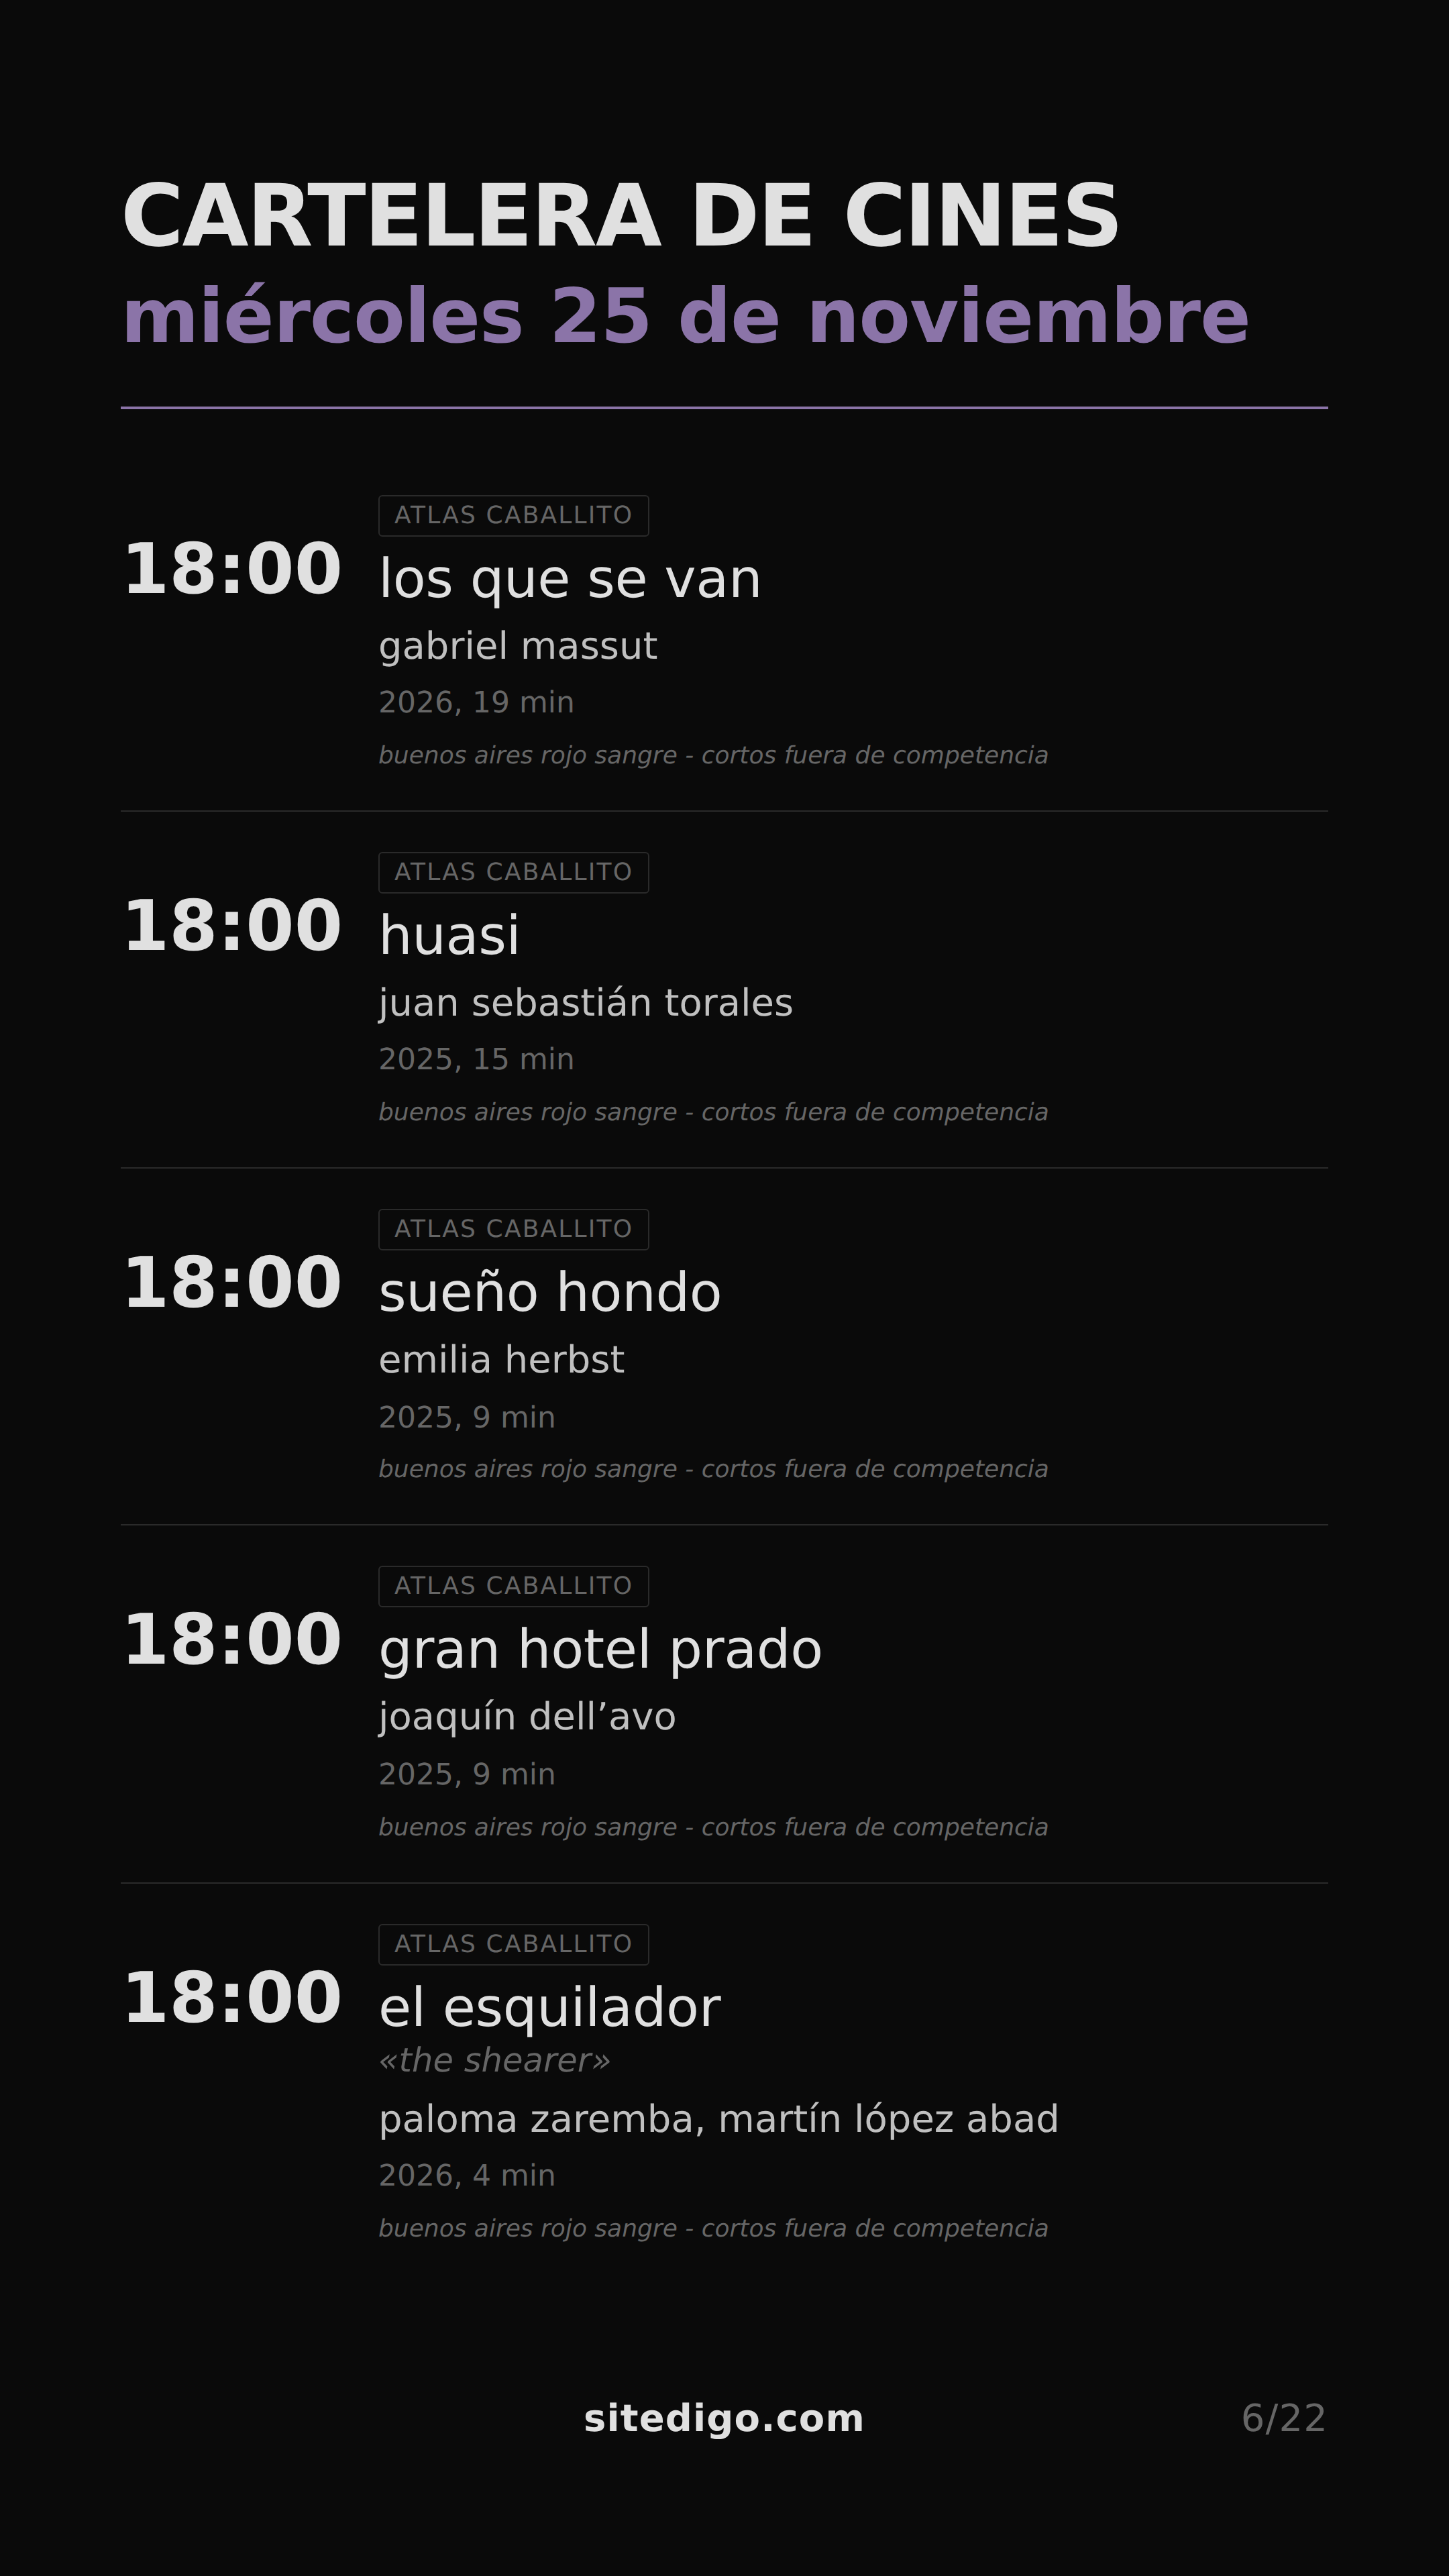 CARTELERA DE CINES
miércoles 25 de noviembre
ATLAS CABALLITO
18:00
los que se van
gabriel massut
2026, 19 min
buenos aires rojo sangre - cortos fuera de competencia
ATLAS CABALLITO
18:00
huasi
juan sebastián torales
2025, 15 min
buenos aires rojo sangre - cortos fuera de competencia
ATLAS CABALLITO
18:00
sueño hondo
emilia herbst
2025, 9 min
buenos aires rojo sangre - cortos fuera de competencia
ATLAS CABALLITO
18:00
gran hotel prado
joaquín dell’avo
2025, 9 min
buenos aires rojo sangre - cortos fuera de competencia
ATLAS CABALLITO
18:00
el esquilador
«the shearer»
paloma zaremba, martín lópez abad
2026, 4 min
buenos aires rojo sangre - cortos fuera de competencia
sitedigo.com
6/22